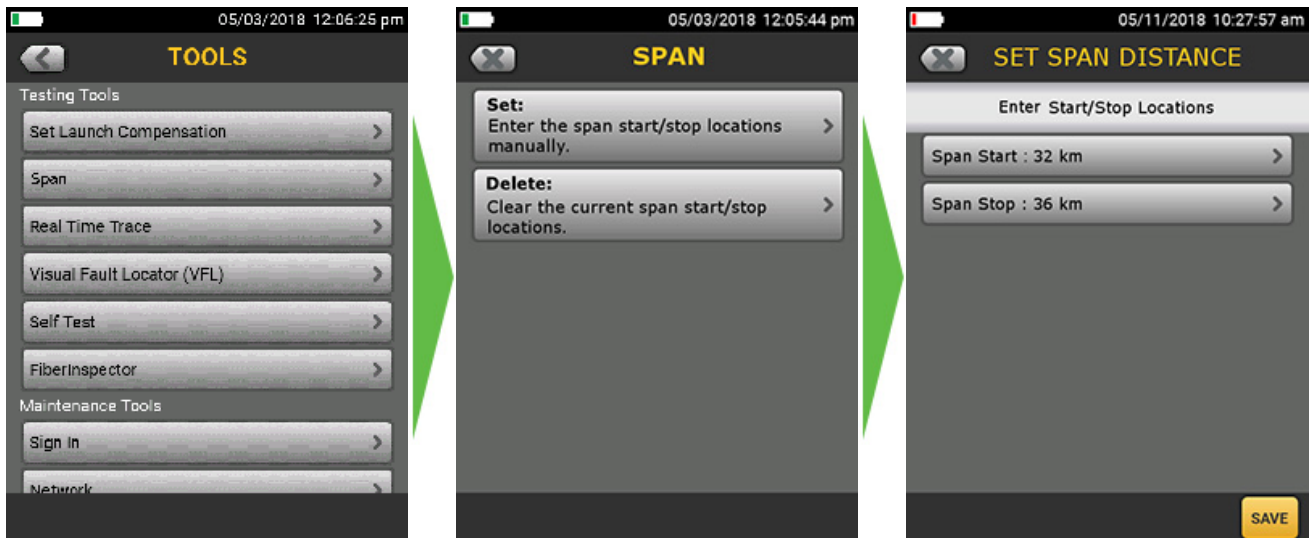 05/03/2018 12:06:25 pm
TOOLS
Testing Tools
Set Launch Compensation
Span
Real Time Trace
Visual Fault Locator (VFL)
Self Test
FiberInspector
Maintenance Tools
Sign In
Network
05/03/2018 12:05:44 pm
SPAN
Set:
Enter the span start/stop locations
manually.
Delete:
Clear the current span start/stop
locations.
05/11/2018 10:27:57 am
SET SPAN DISTANCE
Enter Start/Stop Locations
Span Start : 32 km
Span Stop : 36 km
SAVE